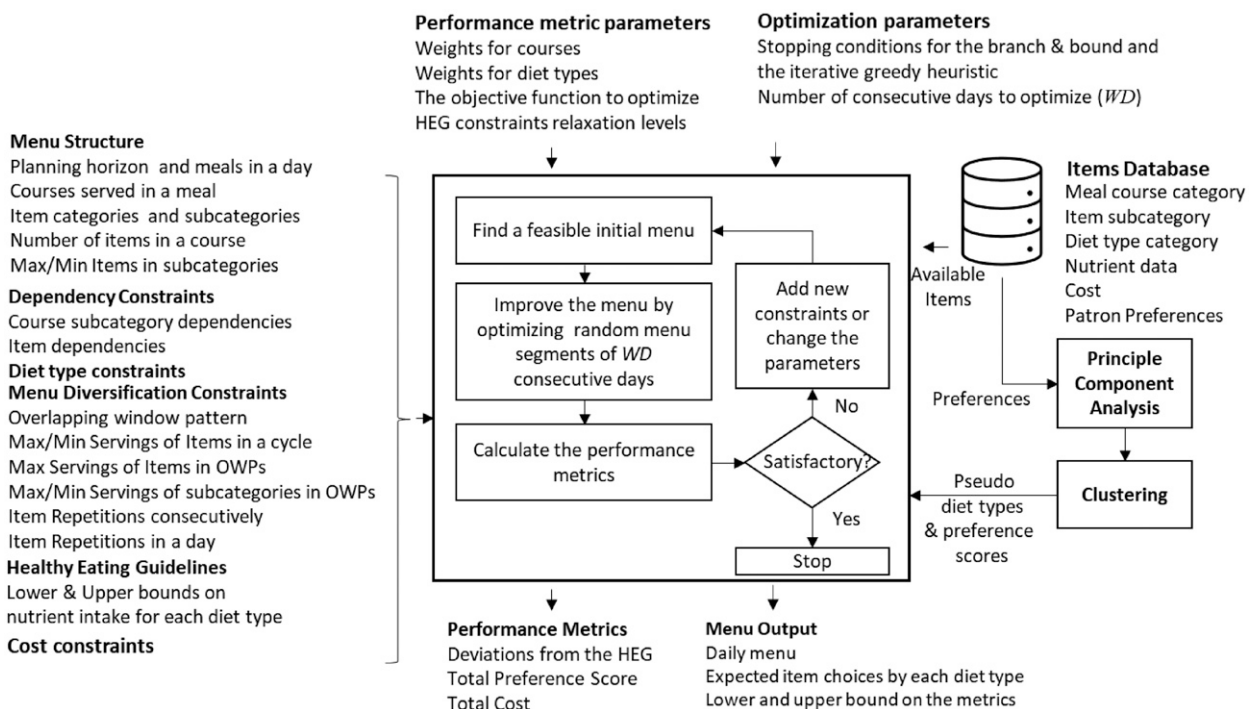 Performance metric parameters
Weights for courses
Weights for diet types
The objective function to optimize
HEG constraints relaxation levels
Optimization parameters
Stopping conditions for the branch & bound and
the iterative greedy heuristic
Number of consecutive days to optimize (WD)
Menu Structure
Planning horizon and meals in a day
Courses served in a meal
Item categories and subcategories
Number of items in a course
Max/Min Items in subcategories
Dependency Constraints
Course subcategory dependencies
Item dependencies
Diet type constraints
Menu Diversification Constraints
Overlapping window pattern
Max/Min Servings of Items in a cycle
Max Servings of Items in OWPs
Max/Min Servings of subcategories in OWPs
Item Repetitions consecutively
Item Repetitions in a day
Healthy Eating Guidelines
Lower & Upper bounds on
nutrient intake for each diet type
Cost constraints
Find a feasible initial menu
Improve the menu by
optimizing random menu
segments of WD
consecutive days
Calculate the performance
metrics
Add new
constraints or
change the
parameters
No
Satisfactory?
Yes
Stop
Available
Items
Items Database
Meal course category
Item subcategory
Diet type category
Nutrient data
Cost
Patron Preferences
Preferences
Principle
Component
Analysis
Clustering
Pseudo
diet types
& preference
scores
Performance Metrics
Deviations from the HEG
Total Preference Score
Total Cost
Menu Output
Daily menu
Expected item choices by each diet type
Lower and upper bound on the metrics